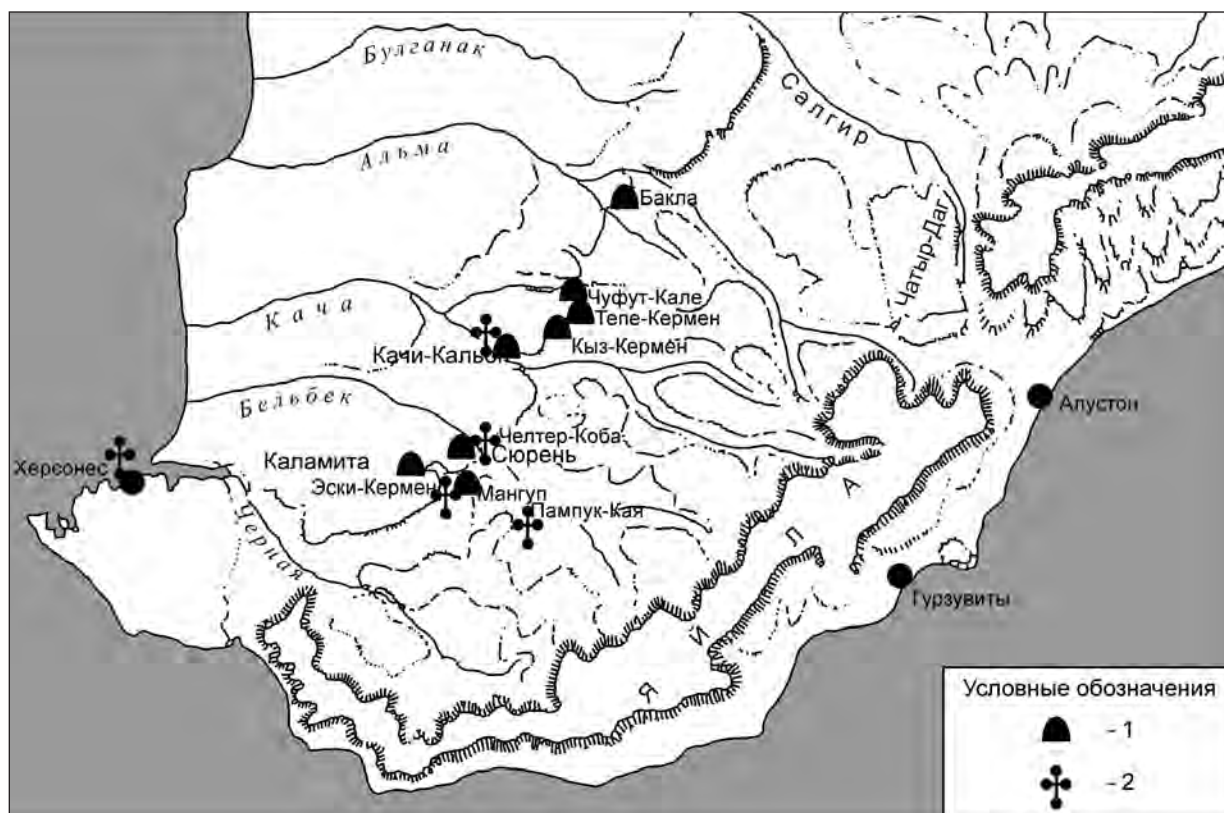 Булганак
Салгир
Альма
Бакла
Чатыр-Даг
Чуфут-Кале
Тепе-Кермен
Кача
Кыз-Кермен
Качи-Кальон
Бельбек
Алустон
Челтер-Коба
Сюрень
Херсонес
Каламита
Эски-Кермен
Мангуп
Пампук-Кая
Черная
ЯЙЛА
Гурзувиты
Условные обозначения
- 1
- 2